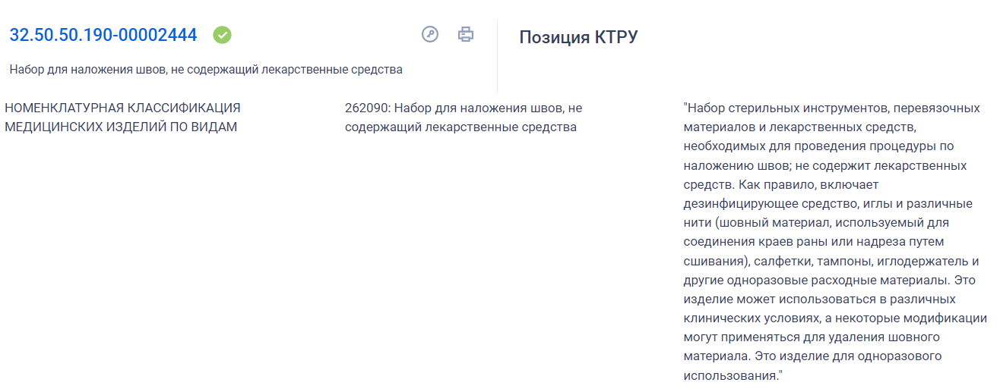 32.50.50.190-00002444
Позиция КТРУ
Набор для наложения швов, не содержащий лекарственные средства
НОМЕНКЛАТУРНАЯ КЛАССИФИКАЦИЯ
МЕДИЦИНСКИХ ИЗДЕЛИЙ ПО ВИДАМ
262090: Набор для наложения швов, не
содержащий лекарственные средства
"Набор стерильных инструментов, перевязочных
материалов и лекарственных средств,
необходимых для проведения процедуры по
наложению швов; не содержит лекарственных
средств. Как правило, включает
дезинфицирующее средство, иглы и различные
нити (шовный материал, используемый для
соединения краев раны или надреза путем
сшивания), салфетки, тампоны, иглодержатель и
другие одноразовые расходные материалы. Это
изделие может использоваться в различных
клинических условиях, а некоторые модификации
могут применяться для удаления шовного
материала. Это изделие для одноразового
использования."